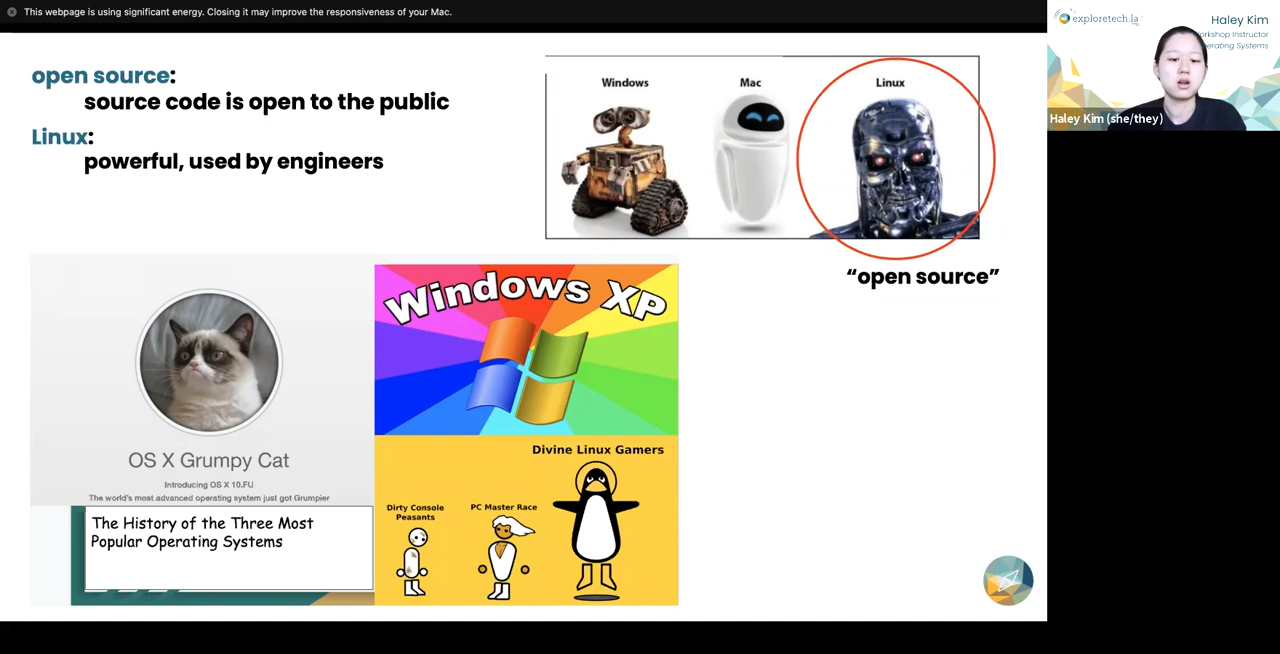 This webpage is using significant energy. Closing it may improve the responsiveness of your Mac.
open source:
source code is open to the public
Linux:
powerful, used by engineers
Windows
Mac
Linux
"open source"
OS X Grumpy Cat
Introducing OS X 10.FU
The world's most advanced operating system just got Grumpier
The History of the Three Most
Popular Operating Systems
Windows XP
Divine Linux Gamers
Dirty Console
Peasants
PC Master Race
exploretech.la
Haley Kim
Workshop Instructor
Operating Systems
Haley Kim (she/they)